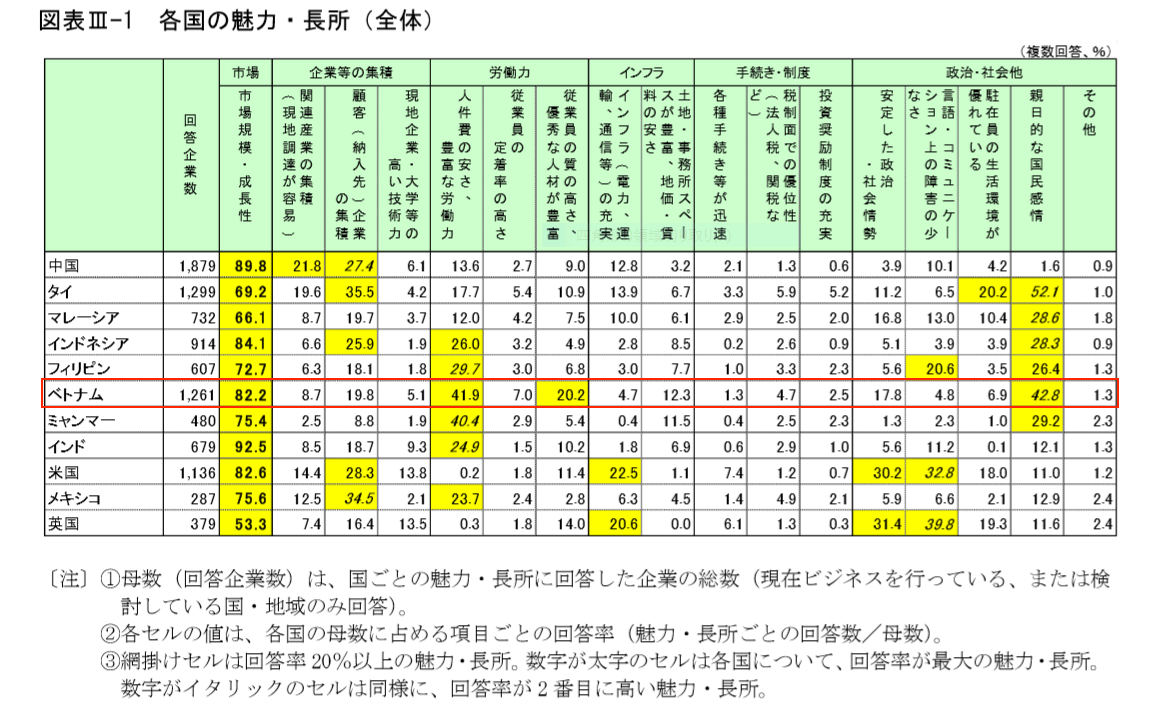 図表Ⅲ-1　各国の魅力・長所（全体）
（複数回答、%）
回答企業数
市場
企業等の集積
労働力
インフラ
手続き・制度
政治・社会他
市場規模・成長性
関連産業の集積（現地調達が容易）
顧客（納入先）企業の集積
現地企業・大学等の高い技術力
人件費の安さ、豊富な労働力
従業員の定着率の高さ
従業員の質の高さ、優秀な人材が豊富
インフラ（電力、運輸、通信等）の充実
土地・事務所スペースが豊富、地価・賃料の安さ
各種手続き等が迅速
税制面での優位性（法人税、関税など）
投資奨励制度の充実
安定した政治・社会情勢
言語・コミュニケーション上の障害の少なさ
駐在員の生活環境が優れている
親日的な国民感情
その他
中国 1,879 89.8 21.8 27.4 6.1 13.6 2.7 9.0 12.8 3.2 2.1 1.3 0.6 3.9 10.1 4.2 1.6 0.9
タイ 1,299 69.2 19.6 35.5 4.2 17.7 5.4 10.9 13.9 6.7 3.3 5.9 5.2 11.2 6.5 20.2 52.1 1.0
マレーシア 732 66.1 8.7 19.7 3.7 12.0 4.2 7.5 10.0 6.1 2.9 2.5 2.0 16.8 13.0 10.4 28.6 1.8
インドネシア 914 84.1 6.6 25.9 1.9 26.0 3.2 4.9 2.8 8.5 0.2 2.6 0.9 5.1 3.9 3.9 28.3 0.9
フィリピン 607 72.7 6.3 18.1 1.8 29.7 3.0 6.8 3.0 7.7 1.0 3.3 2.3 5.6 20.6 3.5 26.4 1.3
ベトナム 1,261 82.2 8.7 19.8 5.1 41.9 7.0 20.2 4.7 12.3 1.3 4.7 2.5 17.8 4.8 6.9 42.8 1.3
ミャンマー 480 75.4 2.5 8.8 1.9 40.4 2.9 5.4 0.4 11.5 0.4 2.5 2.3 1.3 2.3 1.0 29.2 2.3
インド 679 92.5 8.5 18.7 9.3 24.9 1.5 10.2 1.8 6.9 0.6 2.9 1.0 5.6 11.2 0.1 12.1 1.3
米国 1,136 82.6 14.4 28.3 13.8 0.2 1.8 11.4 22.5 1.1 7.4 1.2 0.7 30.2 32.8 18.0 11.0 1.2
メキシコ 287 75.6 12.5 34.5 2.1 23.7 2.4 2.8 6.3 4.5 1.4 4.9 2.1 5.9 6.6 2.1 12.9 2.4
英国 379 53.3 7.4 16.4 13.5 0.3 1.8 14.0 20.6 0.0 6.1 1.3 0.3 31.4 39.8 19.3 11.6 2.4
〔注〕①母数（回答企業数）は、国ごとの魅力・長所に回答した企業の総数（現在ビジネスを行っている、または検
討している国・地域のみ回答）。
②各セルの値は、各国の母数に占める項目ごとの回答率（魅力・長所ごとの回答数／母数）。
③網掛けセルは回答率20%以上の魅力・長所。数字が太字のセルは各国について、回答率が最大の魅力・長所。
数字がイタリックのセルは同様に、回答率が2番目に高い魅力・長所。